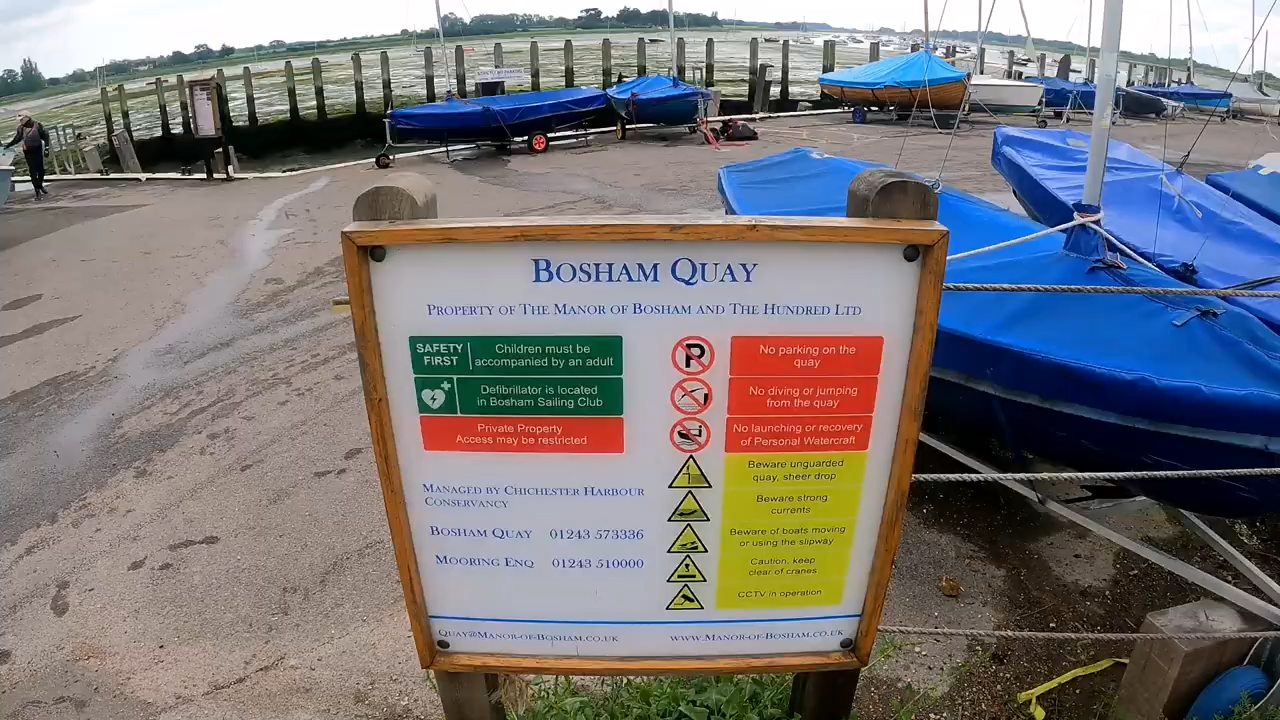 STRICTLY NO PARKING
BOSHAM QUAY
PROPERTY OF THE MANOR OF BOSHAM AND THE HUNDRED LTD
SAFETY FIRST
Children must be
accompanied by an adult
Defibrillator is located
in Bosham Sailing Club
Private Property
Access may be restricted
MANAGED BY CHICHESTER HARBOUR
CONSERVANCY
BOSHAM QUAY 01243 573336
MOORING ENQ 01243 510000
P
No parking on the
quay
No diving or jumping
from the quay
No launching or recovery
of Personal Watercraft
Beware unguarded
quay, sheer drop
Beware strong
currents
Beware of boats moving
or using the slipway
Caution, keep
clear of cranes
CCTV in operation
QUAY@MANOR-OF-BOSHAM.CO.UK
WWW.MANOR-OF-BOSHAM.CO.UK